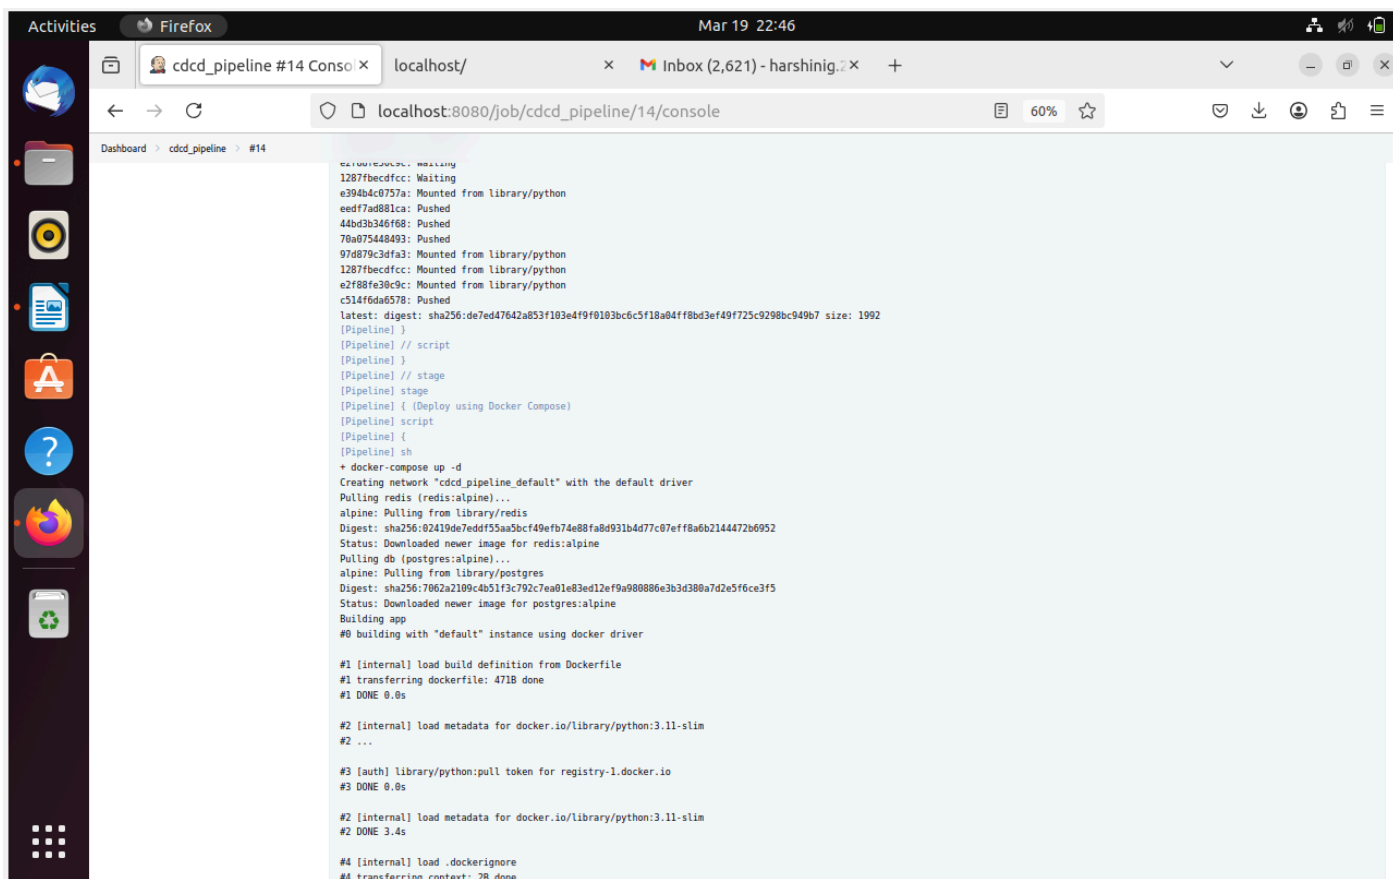 Activities
Firefox
Mar 19 22:46
cdcd_pipeline #14 Consol
localhost/
Inbox (2,621) - harshinig.2
localhost:8080/job/cdcd_pipeline/14/console
60%
Dashboard > cdcd_pipeline > #14
e2f88fe30c9c: Waiting
1287fbecdfcc: Waiting
e394b4c0757a: Mounted from library/python
eedf7ad881ca: Pushed
44bd3b346f68: Pushed
70a075448493: Pushed
97d879c3dfa3: Mounted from library/python
1287fbecdfcc: Mounted from library/python
e2f88fe30c9c: Mounted from library/python
c514f6da6578: Pushed
latest: digest: sha256:de7ed47642a853f103e4f9f0103bc6c5f18a04ff8bd3ef49f725c9298bc949b7 size: 1992
[Pipeline] }
[Pipeline] // script
[Pipeline] }
[Pipeline] // stage
[Pipeline] stage
[Pipeline] { (Deploy using Docker Compose)
[Pipeline] script
[Pipeline] {
[Pipeline] sh
+ docker-compose up -d
Creating network "cdcd_pipeline_default" with the default driver
Pulling redis (redis:alpine)...
alpine: Pulling from library/redis
Digest: sha256:02419de7eddf55aa5bcf49efb74e88fa8d931b4d77c07eff8a6b2144472b6952
Status: Downloaded newer image for redis:alpine
Pulling db (postgres:alpine)...
alpine: Pulling from library/postgres
Digest: sha256:7062a2109c4b51f3c792c7ea01e83ed12ef9a980886e3b3d380a7d2e5f6ce3f5
Status: Downloaded newer image for postgres:alpine
Building app
#0 building with "default" instance using docker driver
#1 [internal] load build definition from Dockerfile
#1 transferring dockerfile: 471B done
#1 DONE 0.0s
#2 [internal] load metadata for docker.io/library/python:3.11-slim
#2 ...
#3 [auth] library/python:pull token for registry-1.docker.io
#3 DONE 0.0s
#2 [internal] load metadata for docker.io/library/python:3.11-slim
#2 DONE 3.4s
#4 [internal] load .dockerignore
#4 transferring context: 2B done